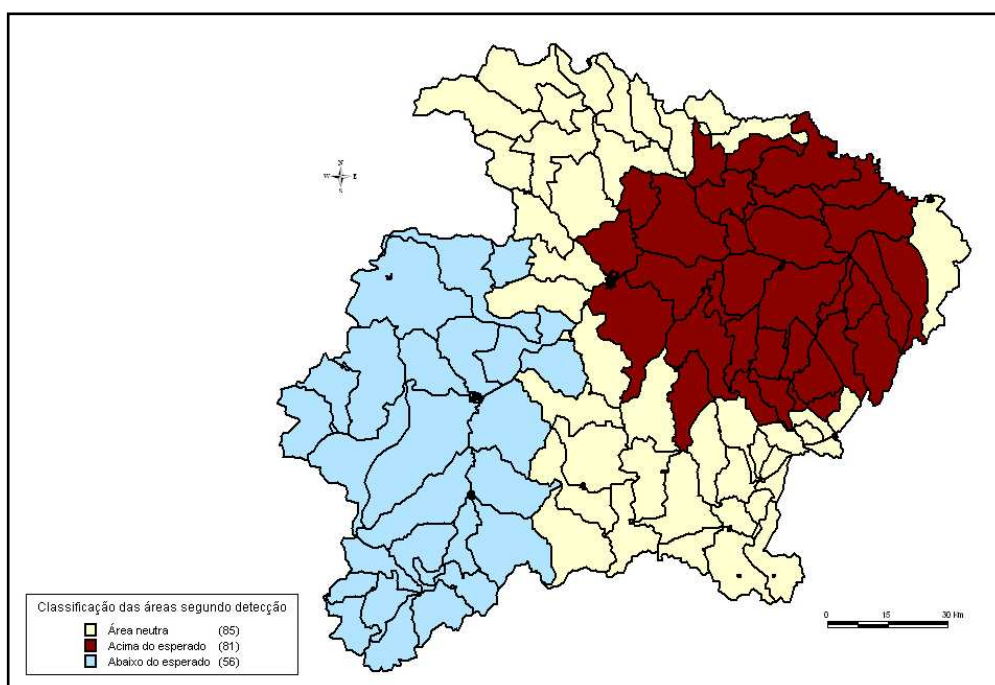 N
W E
S
Classificação das áreas segundo detecção
Área neutra (85)
Acima do esperado (81)
Abaixo do esperado (56)
0 15 30 Km